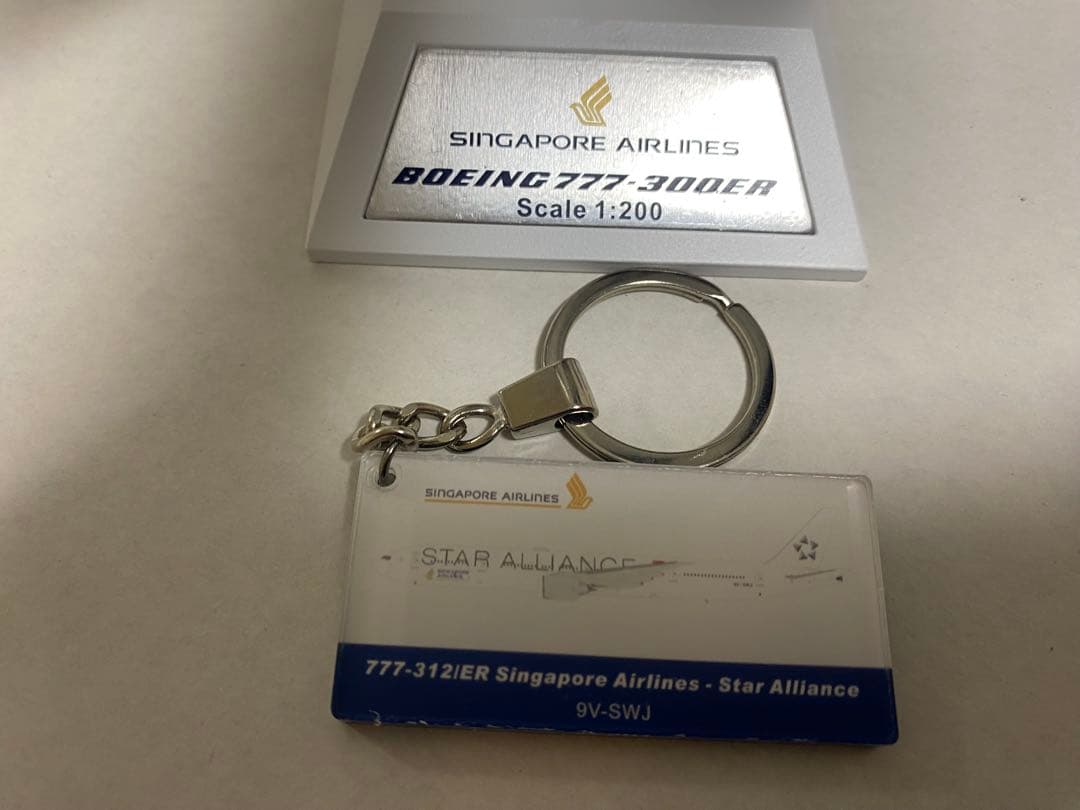 SINGAPORE AIRLINES
BOEING 777-300ER
Scale 1:200
SINGAPORE AIRLINES
STAR ALLIANCE
777-312/ER Singapore Airlines - Star Alliance
9V-SWJ